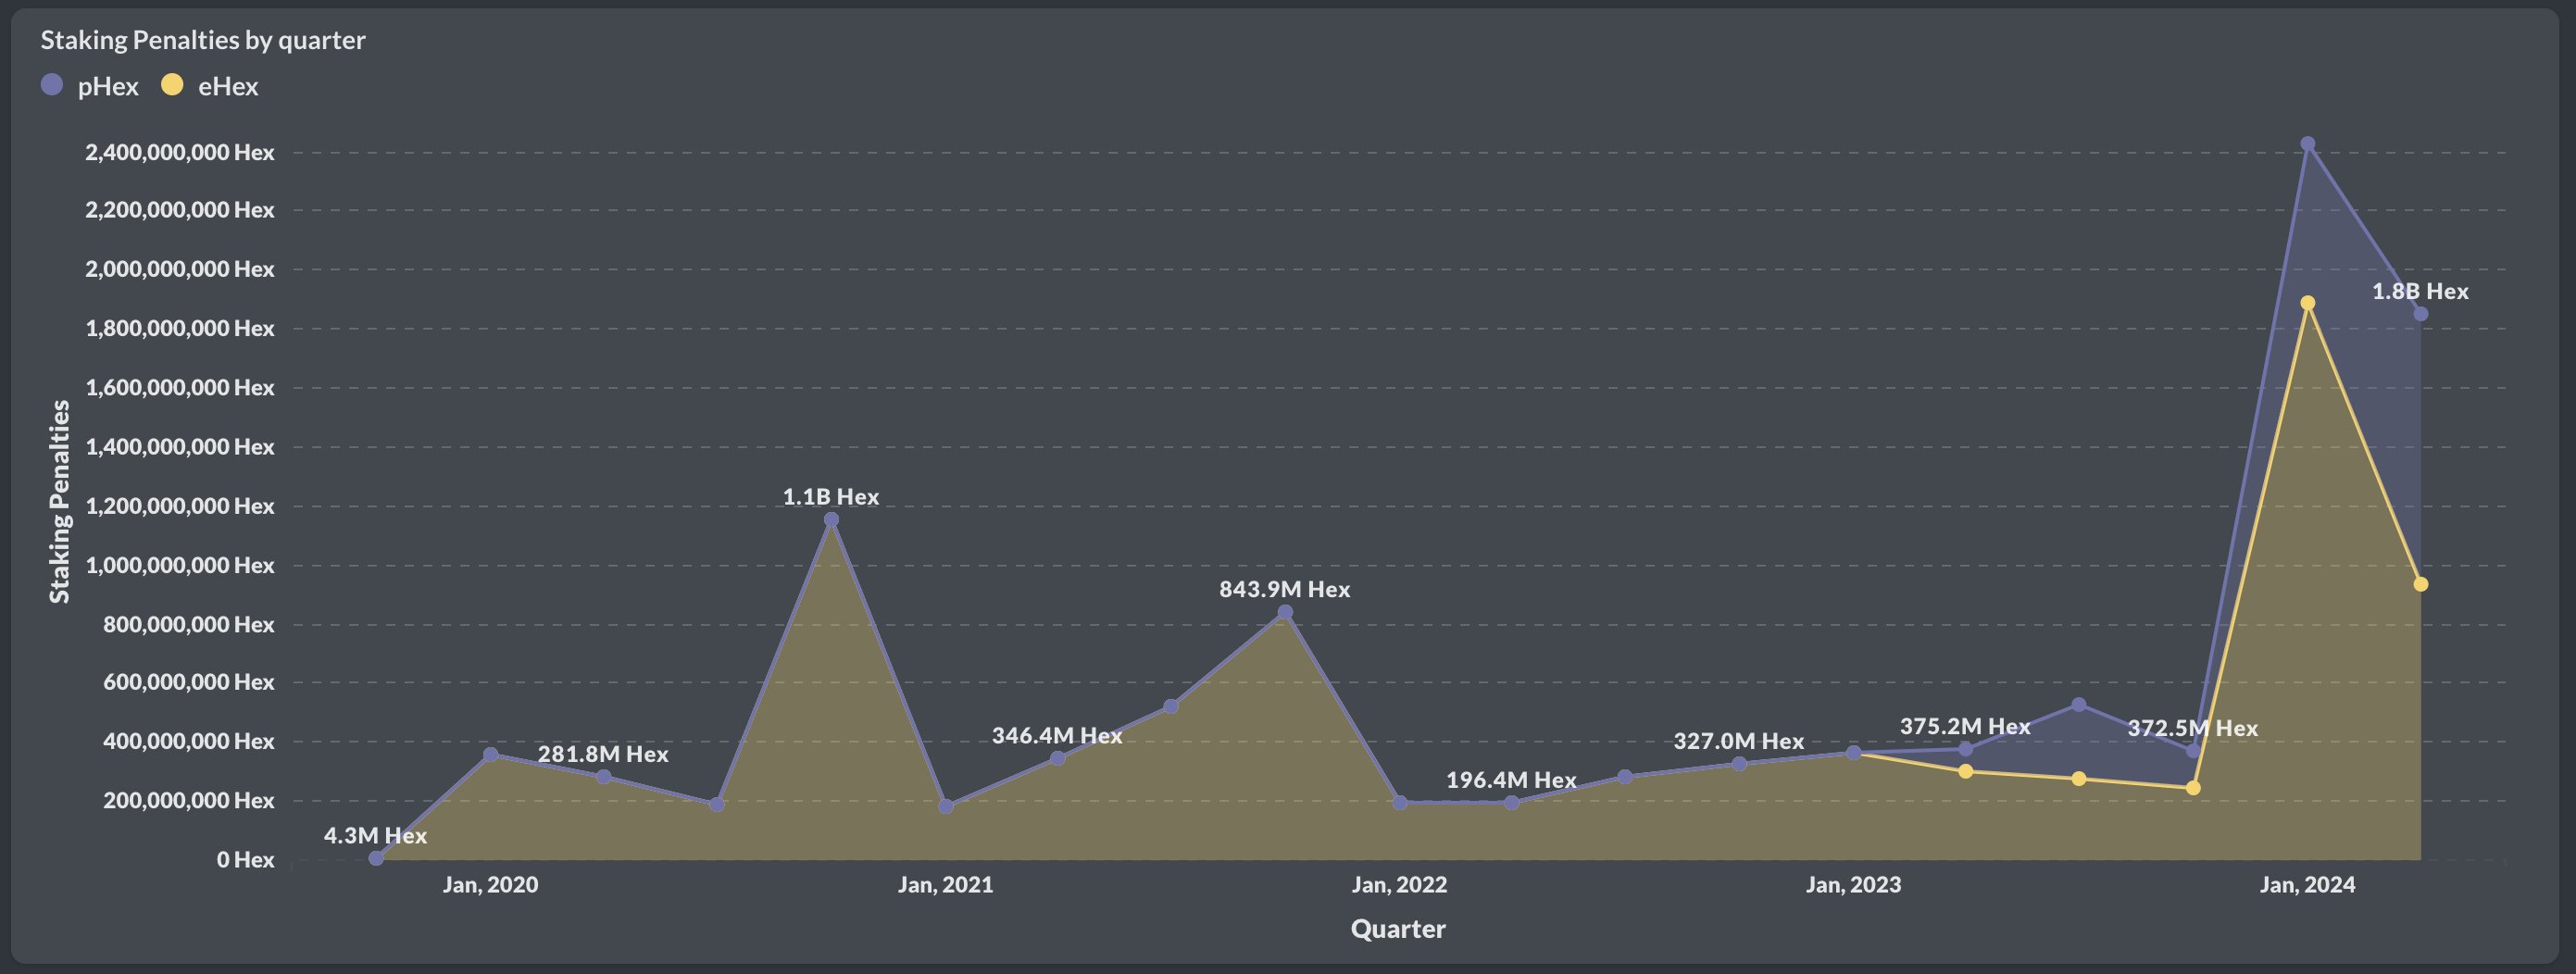 Staking Penalties by quarter
pHex eHex
2,400,000,000 Hex
2,200,000,000 Hex
2,000,000,000 Hex
1,800,000,000 Hex
1,600,000,000 Hex
1,400,000,000 Hex
1,200,000,000 Hex
1,000,000,000 Hex
800,000,000 Hex
600,000,000 Hex
400,000,000 Hex
200,000,000 Hex
0 Hex
Staking Penalties
4.3M Hex
281.8M Hex
1.1B Hex
346.4M Hex
843.9M Hex
196.4M Hex
327.0M Hex
375.2M Hex
372.5M Hex
1.8B Hex
Jan, 2020
Jan, 2021
Jan, 2022
Jan, 2023
Jan, 2024
Quarter